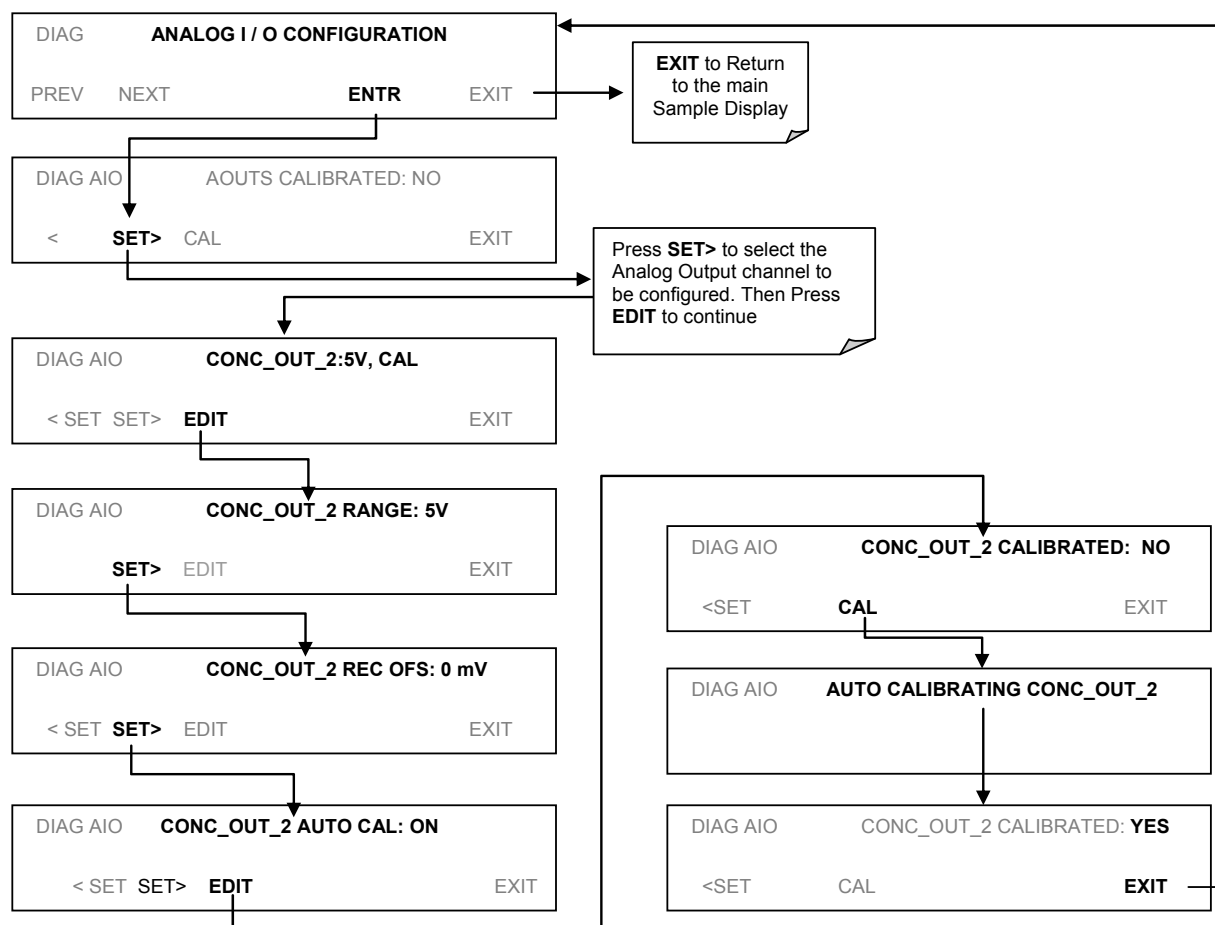 DIAG ANALOG I / O CONFIGURATION
PREV NEXT ENTR EXIT
EXIT to Return
to the main
Sample Display
DIAG AIO AOUTS CALIBRATED: NO
< SET> CAL EXIT
Press SET> to select the
Analog Output channel to
be configured. Then Press
EDIT to continue
DIAG AIO CONC_OUT_2:5V, CAL
< SET SET> EDIT EXIT
DIAG AIO CONC_OUT_2 RANGE: 5V
SET> EDIT EXIT
DIAG AIO CONC_OUT_2 REC OFS: 0 mV
< SET SET> EDIT EXIT
DIAG AIO CONC_OUT_2 AUTO CAL: ON
< SET SET> EDIT EXIT
DIAG AIO CONC_OUT_2 CALIBRATED: NO
<SET CAL EXIT
DIAG AIO AUTO CALIBRATING CONC_OUT_2
DIAG AIO CONC_OUT_2 CALIBRATED: YES
<SET CAL EXIT